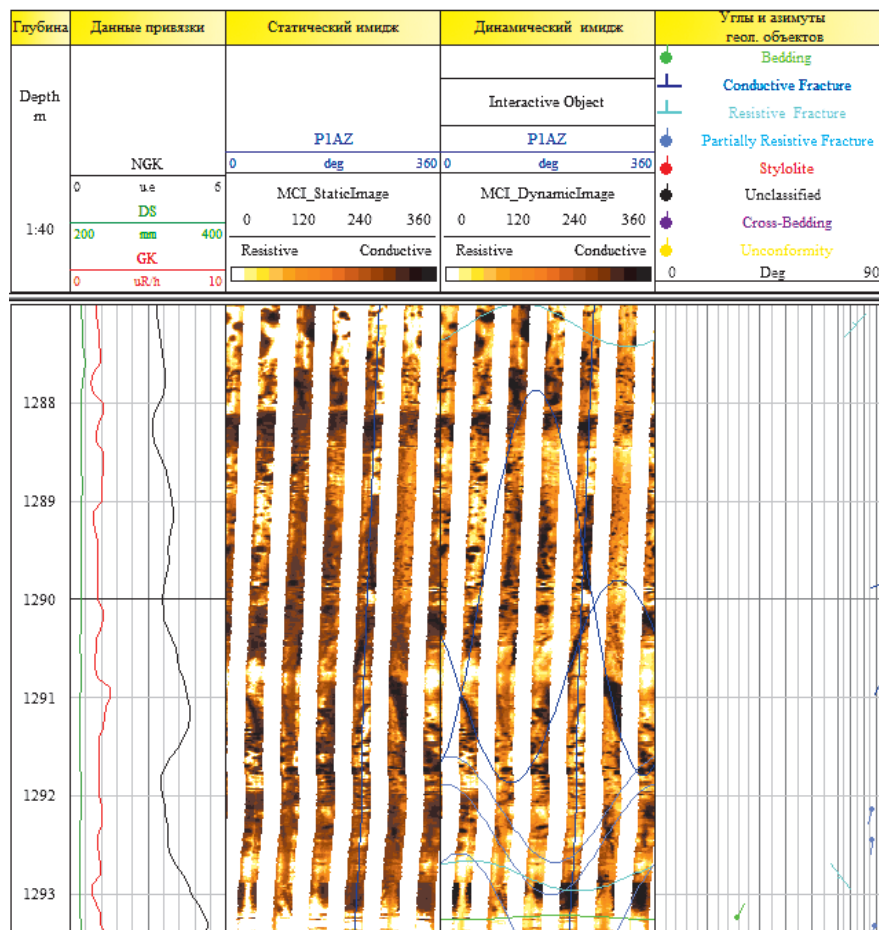 Глубина
Данные привязки
Статический имидж
Динамический имидж
Углы и азимуты
геол. объектов
Depth
m
1:40
NGK
0 u.e 6
DS
200 mm 400
GK
0 uR/h 10
P1AZ
0 deg 360
MCI_StaticImage
0 120 240 360
Resistive Conductive
Interactive Object
P1AZ
0 deg 360
MCI_DynamicImage
0 120 240 360
Resistive Conductive
Bedding
Conductive Fracture
Resistive Fracture
Partially Resistive Fracture
Stylolite
Unclassified
Cross-Bedding
Unconformity
0 Deg 90
1288
1289
1290
1291
1292
1293